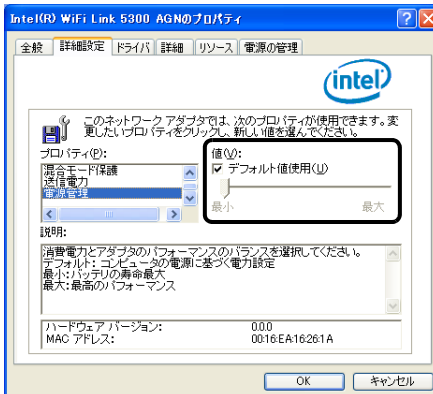 Intel(R) WiFi Link 5300 AGNのプロパティ
全般 詳細設定 ドライバ 詳細 リソース 電源の管理
intel
このネットワーク アダプタでは、次のプロパティが使用できます。変
更したいプロパティをクリックし、新しい値を選んでください。
プロパティ(P):
値(V):
混合モード保護
送信電力
電源管理
デフォルト値使用(U)
最小 最大
説明:
消費電力とアダプタのパフォーマンスのバランスを選択してください。
デフォルト: コンピュータの電源に基づく電力設定
最小:バッテリの寿命最大
最大:最高のパフォーマンス
ハードウェア バージョン: 0.0.0
MAC アドレス: 00:16:EA:16:26:1A
OK キャンセル